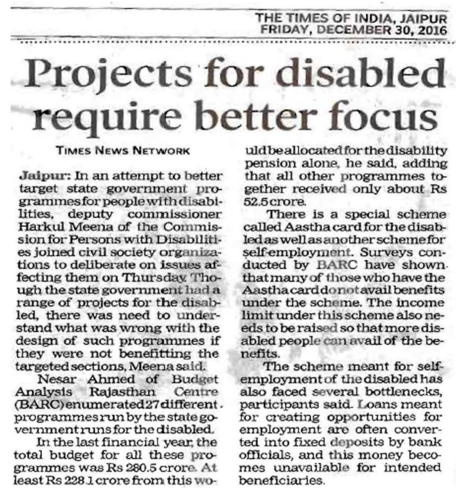 THE TIMES OF INDIA, JAIPUR
FRIDAY, DECEMBER 30, 2016
Projects for disabled
require better focus
TIMES NEWS NETWORK
Jaipur: In an attempt to better
target state government pro-
grammes for people with disabi-
lities, deputy commissioner
Harkul Meena of the Commis-
sion for Persons with Disabiliti-
es joined civil society organiza-
tions to deliberate on issues af-
fecting them on Thursday. Tho-
ugh the state government had a
range of projects for the disab-
led, there was need to under-
stand what was wrong with the
design of such programmes if
they were not benefitting the
targeted sections, Meena said.
Nesar Ahmed of Budget
Analysis Rajasthan Centre
(BARC) enumerated 27 different
programmes run by the state go-
vernment runs for the disabled.
In the last financial year, the
total budget for all these pro-
grammes was Rs 280.5 crore. At
least Rs 228.1 crore from this wo-
uld be allocated for the disability
pension alone, he said, adding
that all other programmes to-
gether received only about Rs
52.5 crore.
There is a special scheme
called Aastha card for the disab-
led as well as another scheme for
self-employment. Surveys con-
ducted by BARC have shown
that many of those who have the
Aastha card do not avail benefits
under the scheme. The income
limit under this scheme also ne-
eds to be raised so that more dis-
abled people can avail of the be-
nefits.
The scheme meant for self-
employment of the disabled has
also faced several bottlenecks,
participants said. Loans meant
for creating opportunities for
employment are often conver-
ted into fixed deposits by bank
officials, and this money beco-
mes unavailable for intended
beneficiaries.